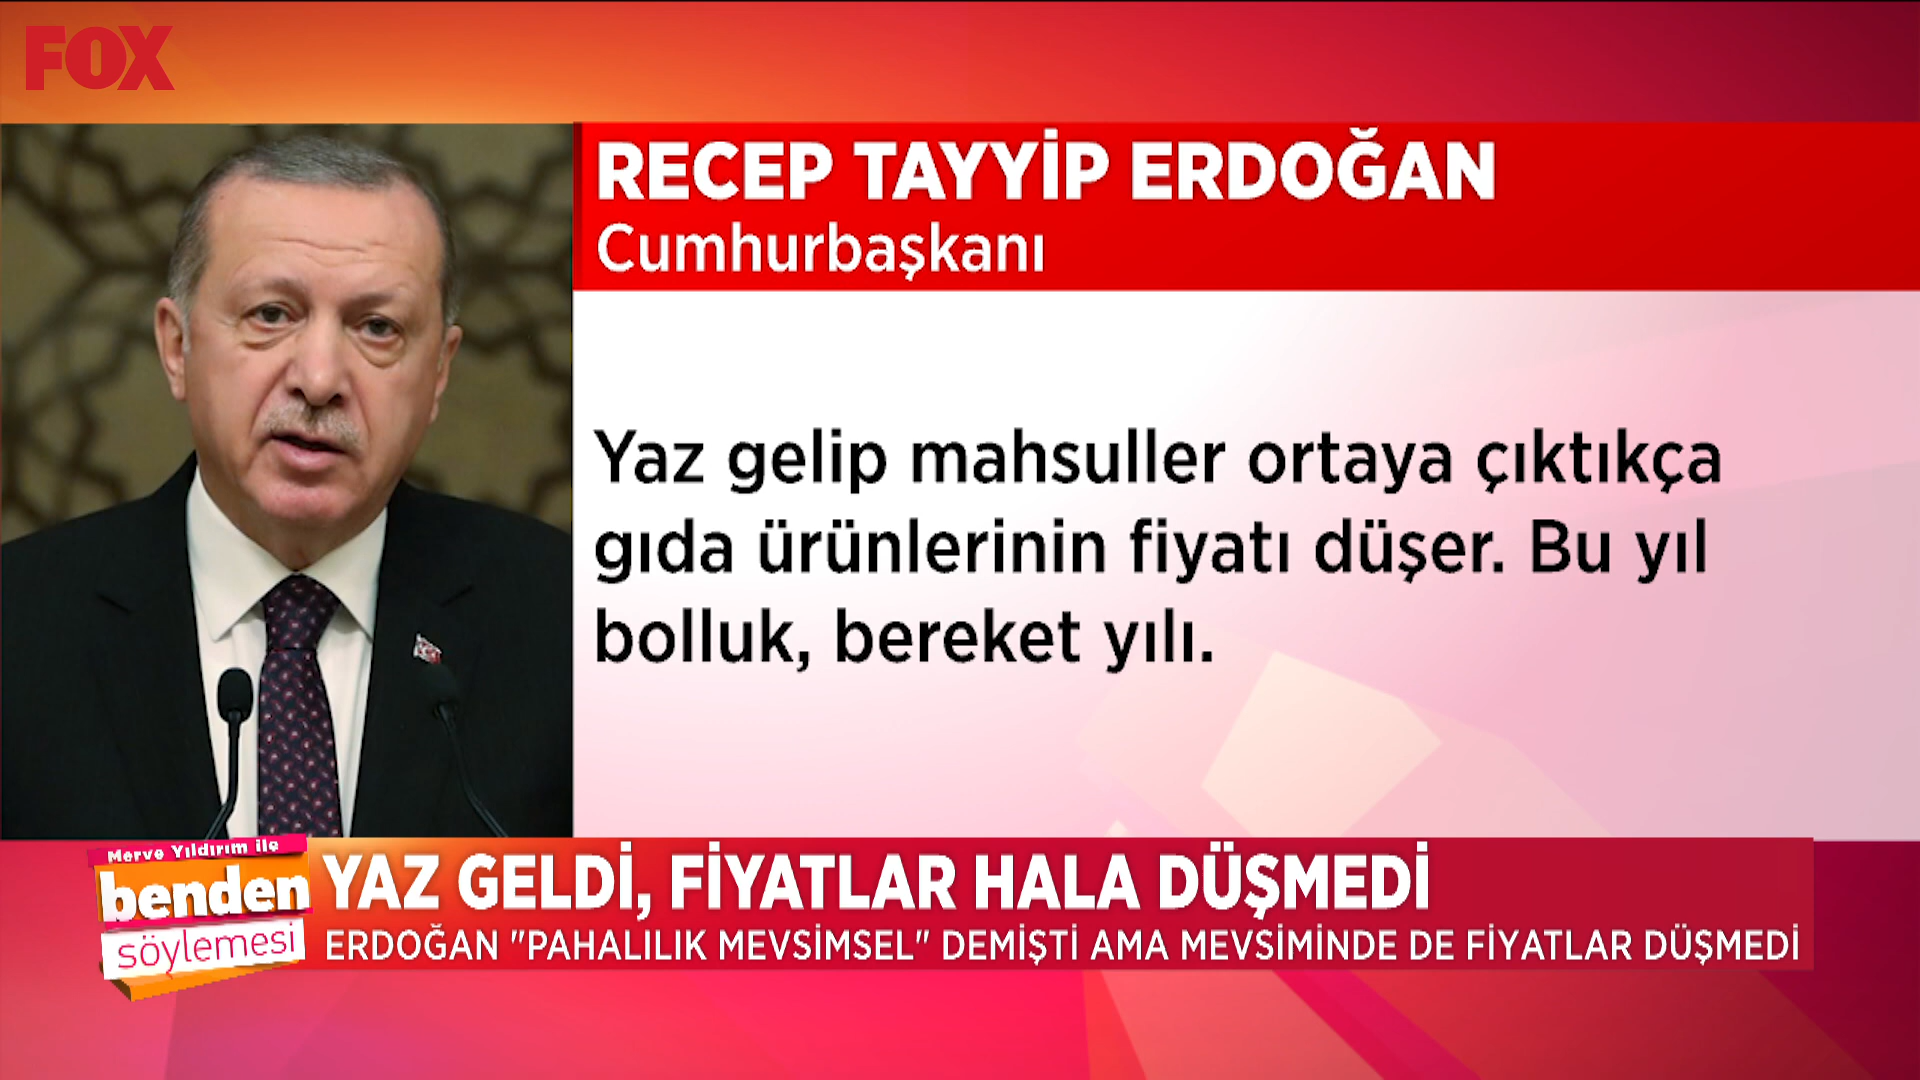 FOX
RECEP TAYYİP ERDOĞAN
Cumhurbaşkanı
Yaz gelip mahsuller ortaya çıktıkça
gıda ürünlerinin fiyatı düşer. Bu yıl
bolluk, bereket yılı.
Merve Yıldırım ile
benden
söylemesi
YAZ GELDİ, FİYATLAR HALA DÜŞMEDİ
ERDOĞAN "PAHALILIK MEVSİMSEL" DEMİŞTİ AMA MEVSİMİNDE DE FİYATLAR DÜŞMEDİ